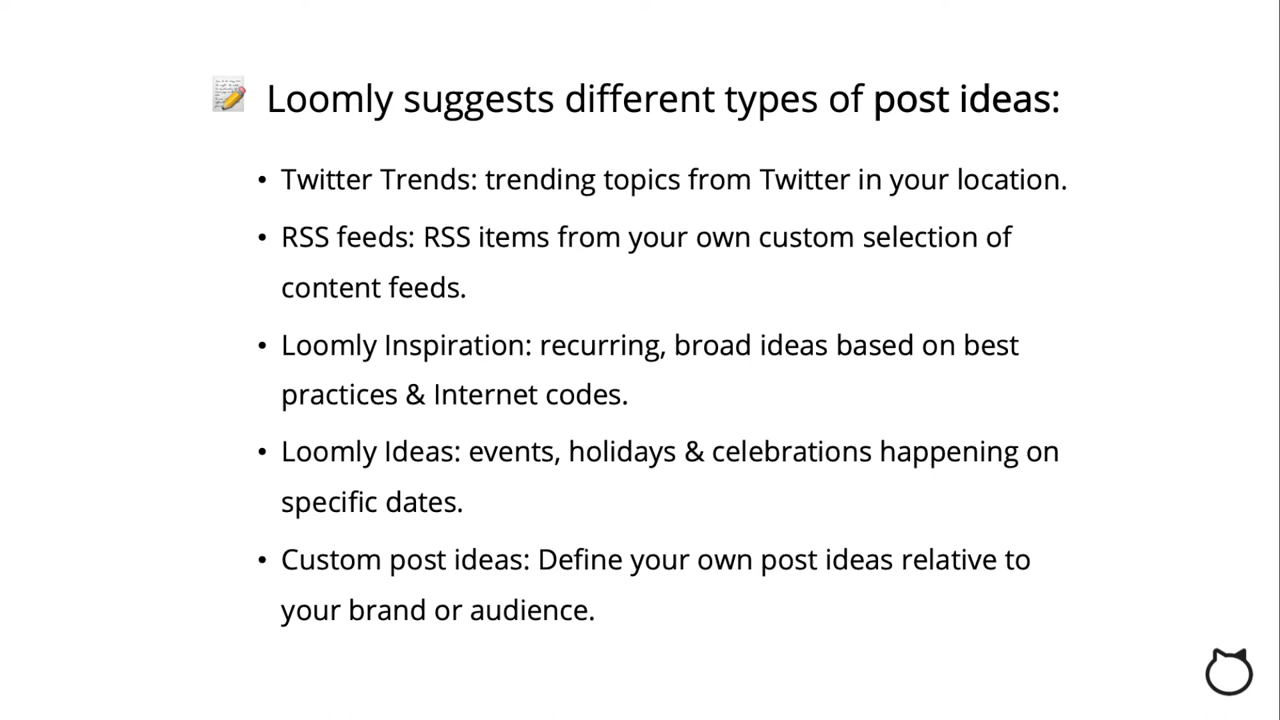 Loomly suggests different types of post ideas:
• Twitter Trends: trending topics from Twitter in your location.
• RSS feeds: RSS items from your own custom selection of
content feeds.
• Loomly Inspiration: recurring, broad ideas based on best
practices & Internet codes.
• Loomly Ideas: events, holidays & celebrations happening on
specific dates.
• Custom post ideas: Define your own post ideas relative to
your brand or audience.